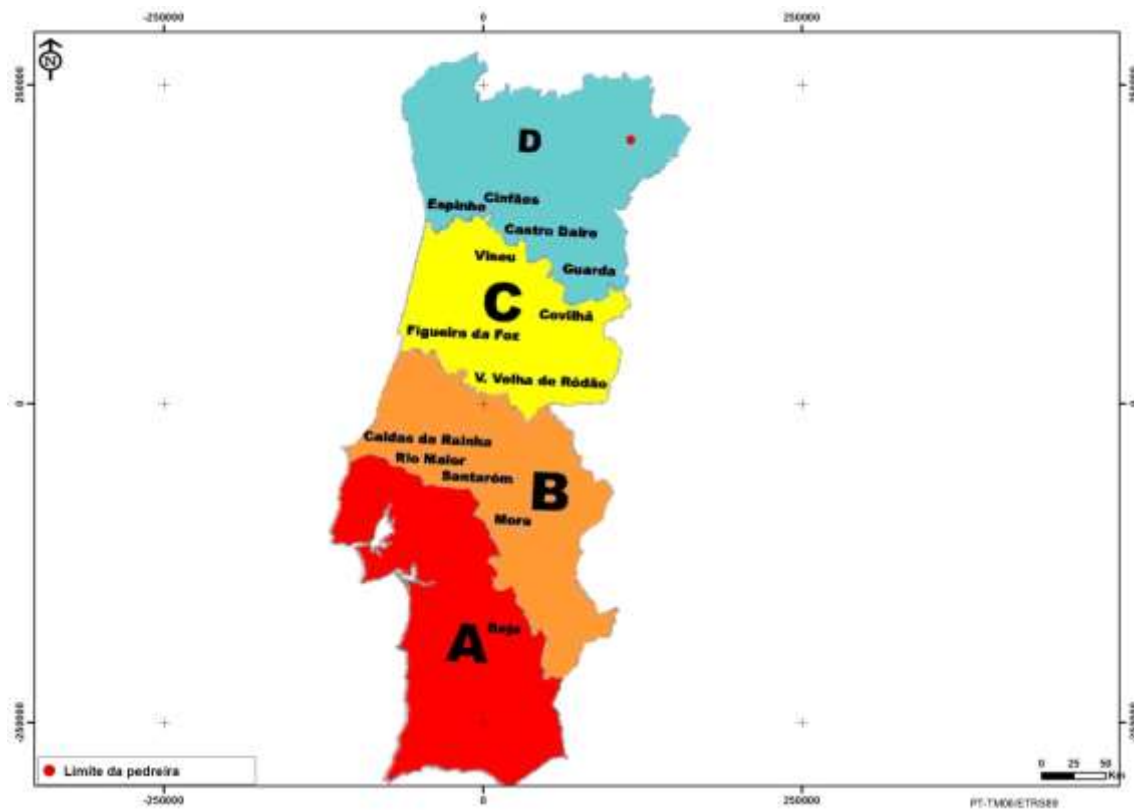 -250000 0 250000
N
250000 250000
D
Espinho Cinfães
Castro Daire
Viseu
Guarda
C
Covilhã
Figueira da Foz
V. Velha de Ródão
0 0
Caldas da Rainha
Rio Maior
Santarém
B
Mora
A Beja
-250000 -250000
Limite da pedreira
0 25 50
Km
-250000 0 250000
PT-TM06/ETRS89